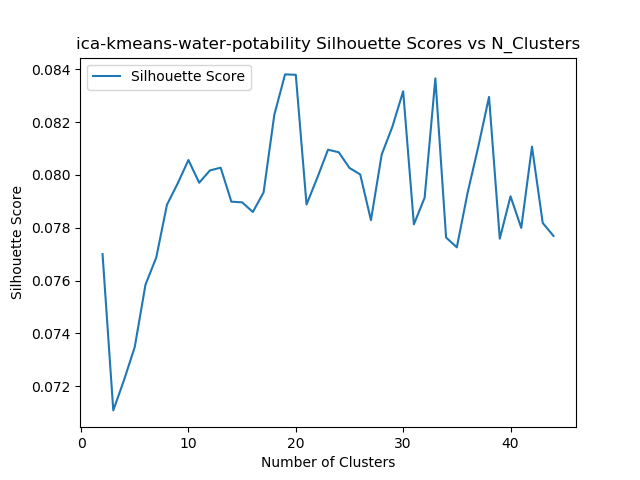 ica-kmeans-water-potability Silhouette Scores vs N_Clusters
Silhouette Score
0.084
0.082
0.080
0.078
0.076
0.074
0.072
Silhouette Score
0 10 20 30 40
Number of Clusters